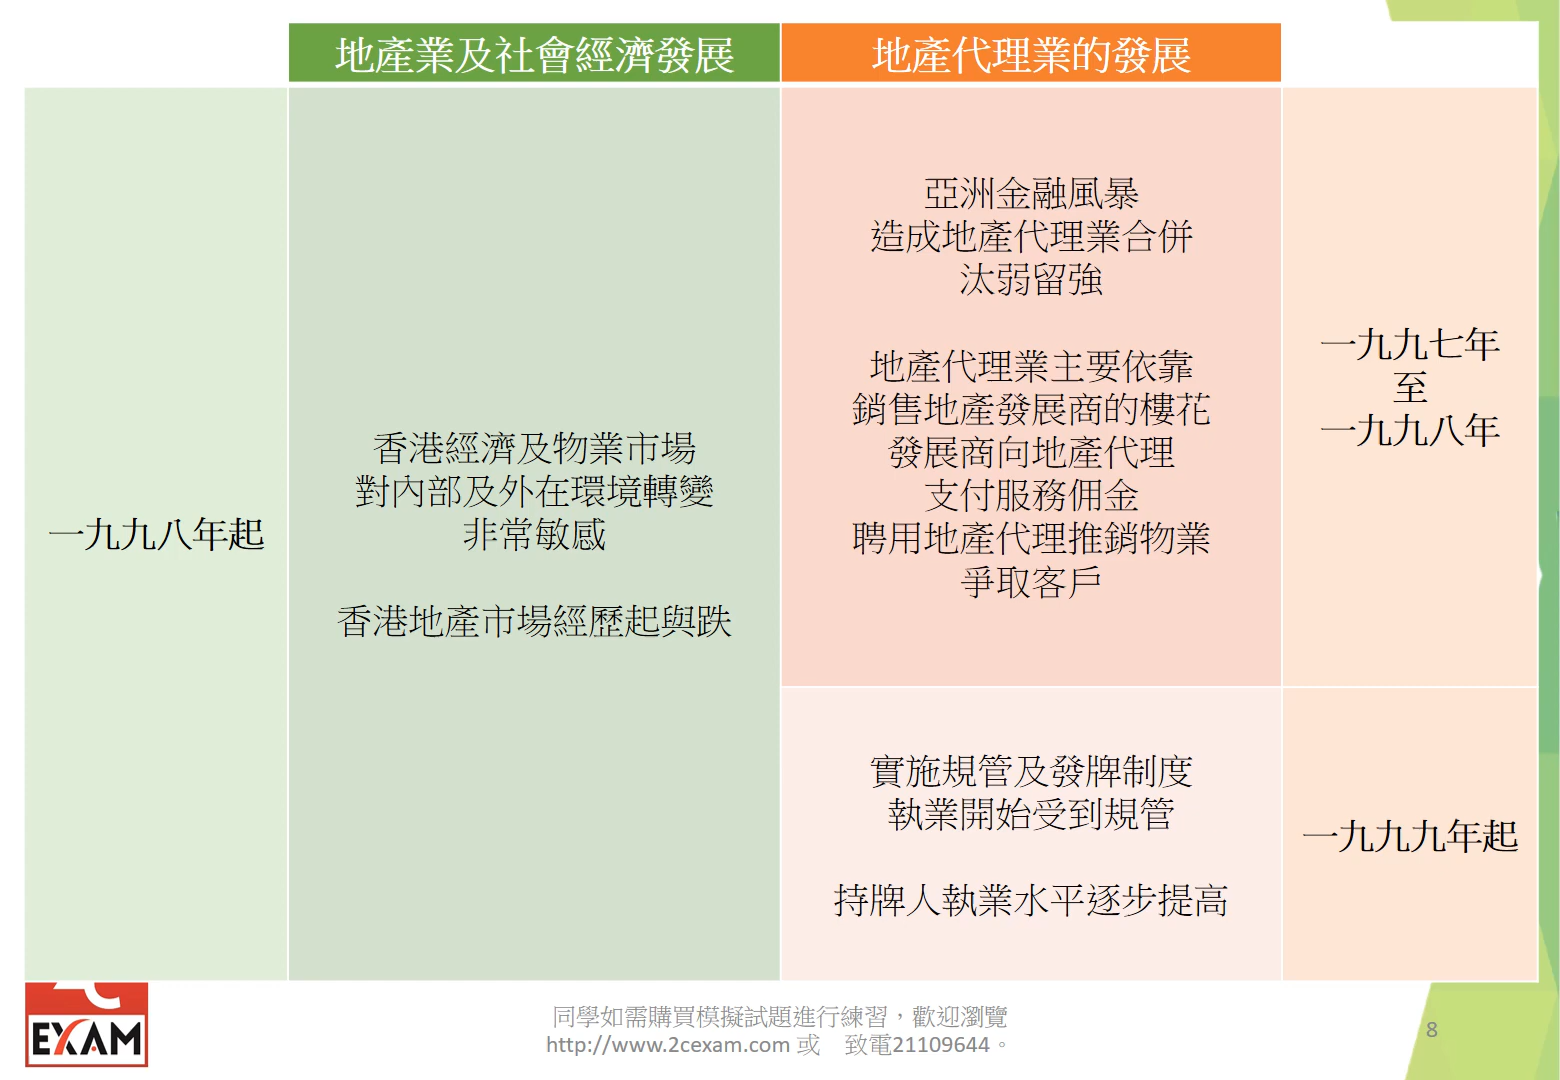 地產業及社會經濟發展
地產代理業的發展
一九九八年起
香港經濟及物業市場
對內部及外在環境轉變
非常敏感
香港地產市場經歷起與跌
亞洲金融風暴
造成地產代理業合併
汰弱留強
地產代理業主要依靠
銷售地產發展商的樓花
發展商向地產代理
支付服務佣金
聘用地產代理推銷物業
爭取客戶
一九九七年
至
一九九八年
實施規管及發牌制度
執業開始受到規管
持牌人執業水平逐步提高
一九九九年起
EXAM
同學如需購買模擬試題進行練習，歡迎瀏覽
http://www.2cexam.com 或 致電21109644。
8